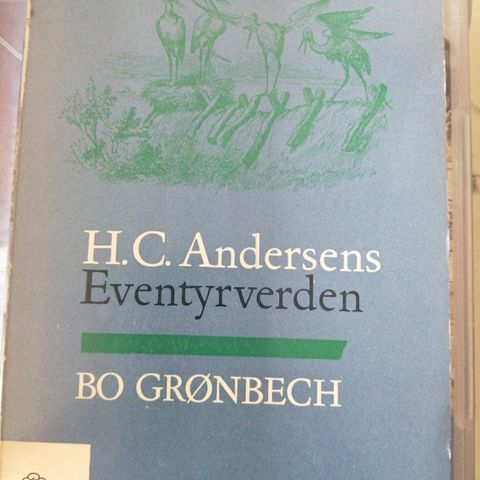 H.C. Andersens
Eventyrverden
BO GRØNBECH